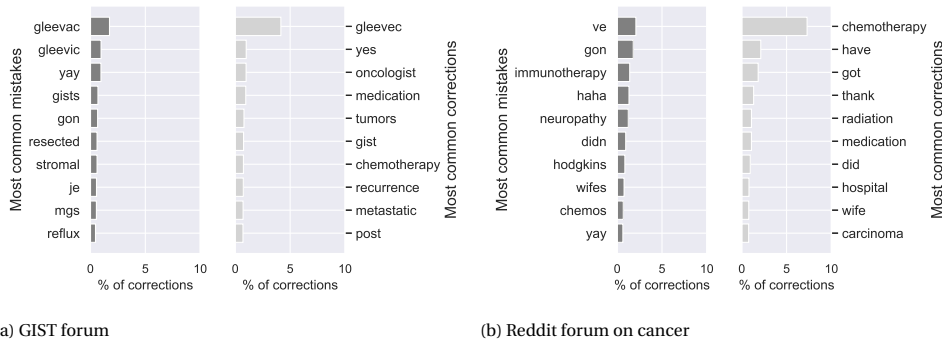 Most common mistakes
gleevac
gleevic
yay
gists
gon
resected
stromal
je
mgs
reflux
0 5 10
% of corrections
gleevec
yes
oncologist
medication
tumors
gist
chemotherapy
recurrence
metastatic
post
Most common corrections
0 5 10
% of corrections
a) GIST forum
Most common mistakes
ve
gon
immunotherapy
haha
neuropathy
didn
hodgkins
wifes
chemos
yay
0 5 10
% of corrections
chemotherapy
have
got
thank
radiation
medication
did
hospital
wife
carcinoma
Most common corrections
0 5 10
% of corrections
(b) Reddit forum on cancer